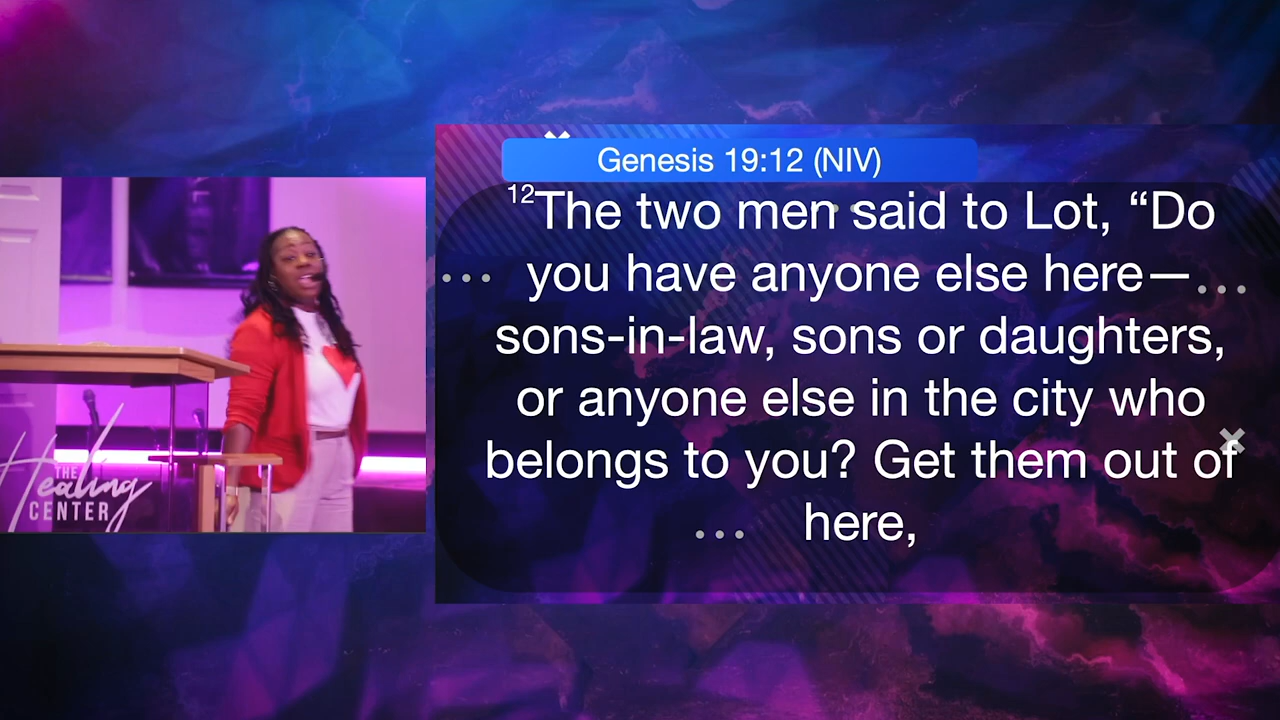 Genesis 19:12 (NIV)
12The two men said to Lot, “Do
you have anyone else here—
sons-in-law, sons or daughters,
or anyone else in the city who
belongs to you? Get them out of
here,
THE
Healing
CENTER